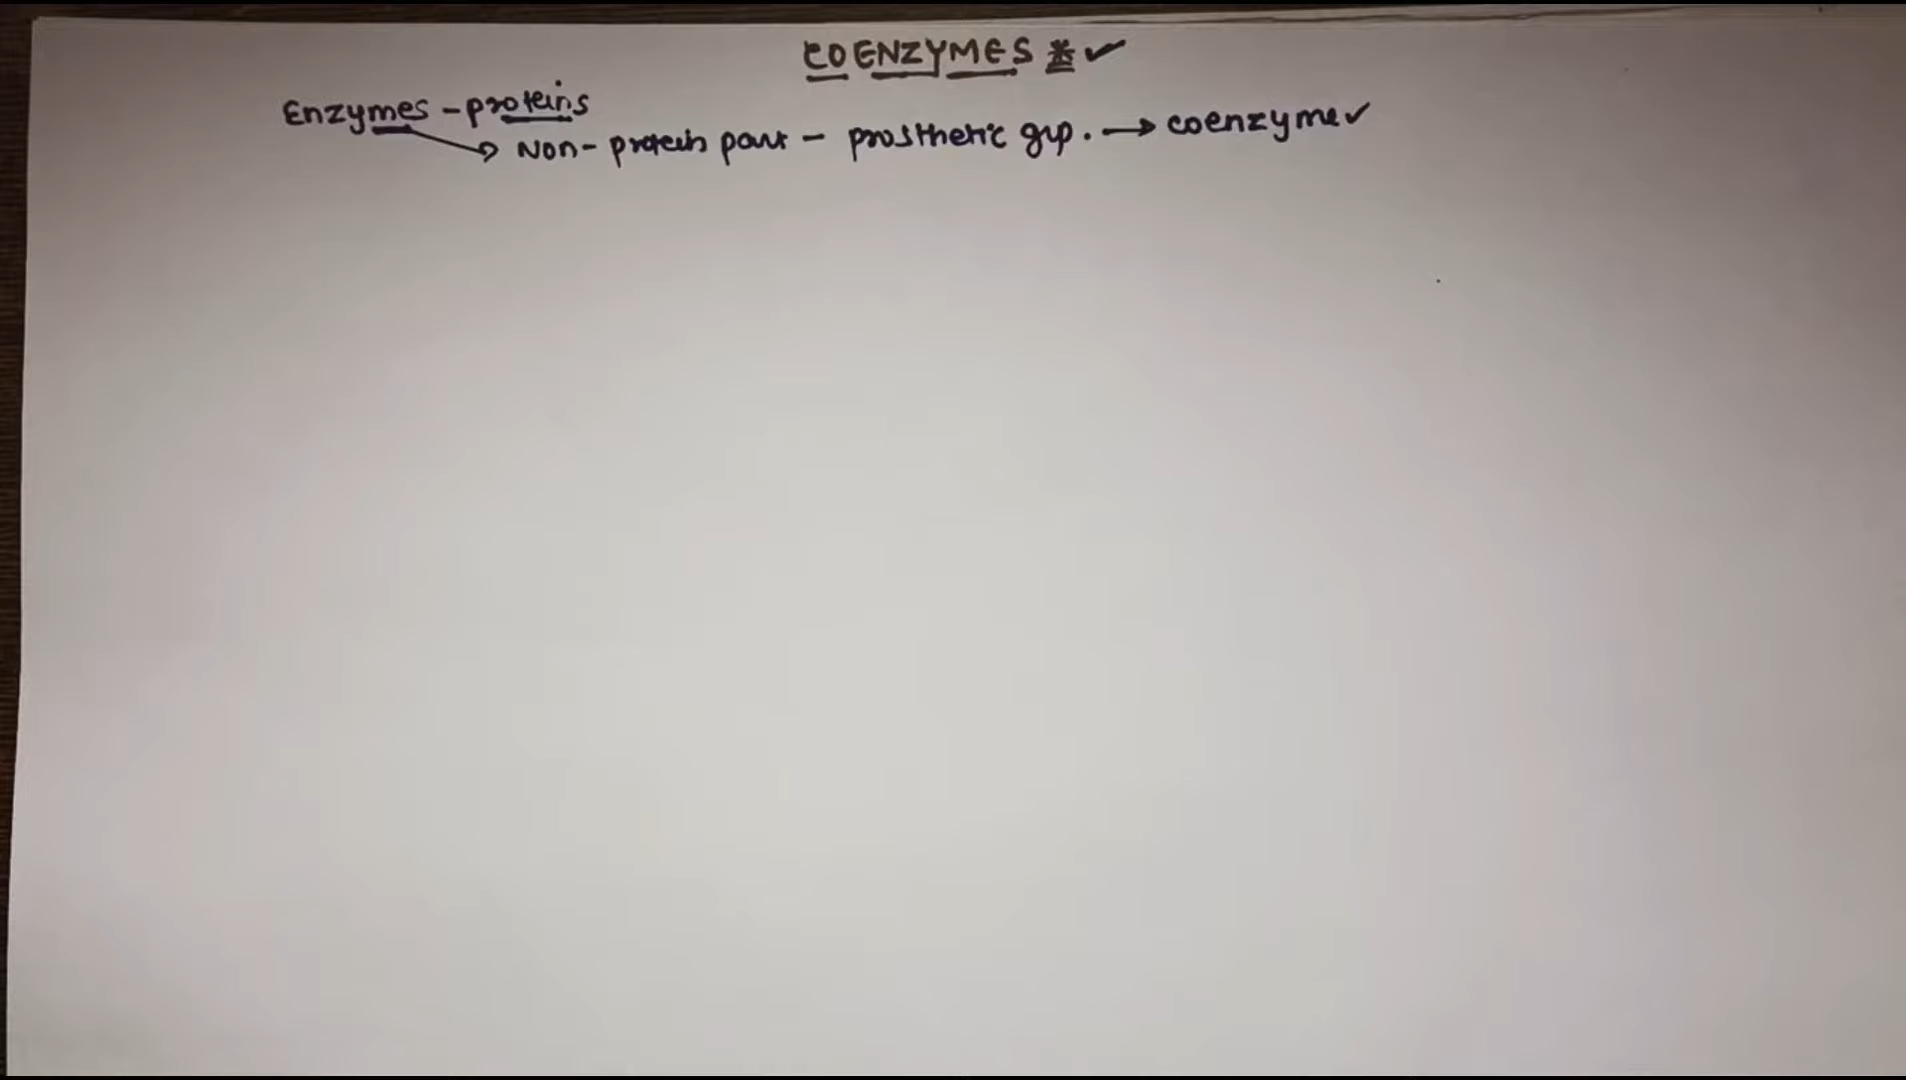 COENZYMES * ✓
Enzymes - proteins
→ Non-protein part - prosthetic grp. → coenzyme ✓